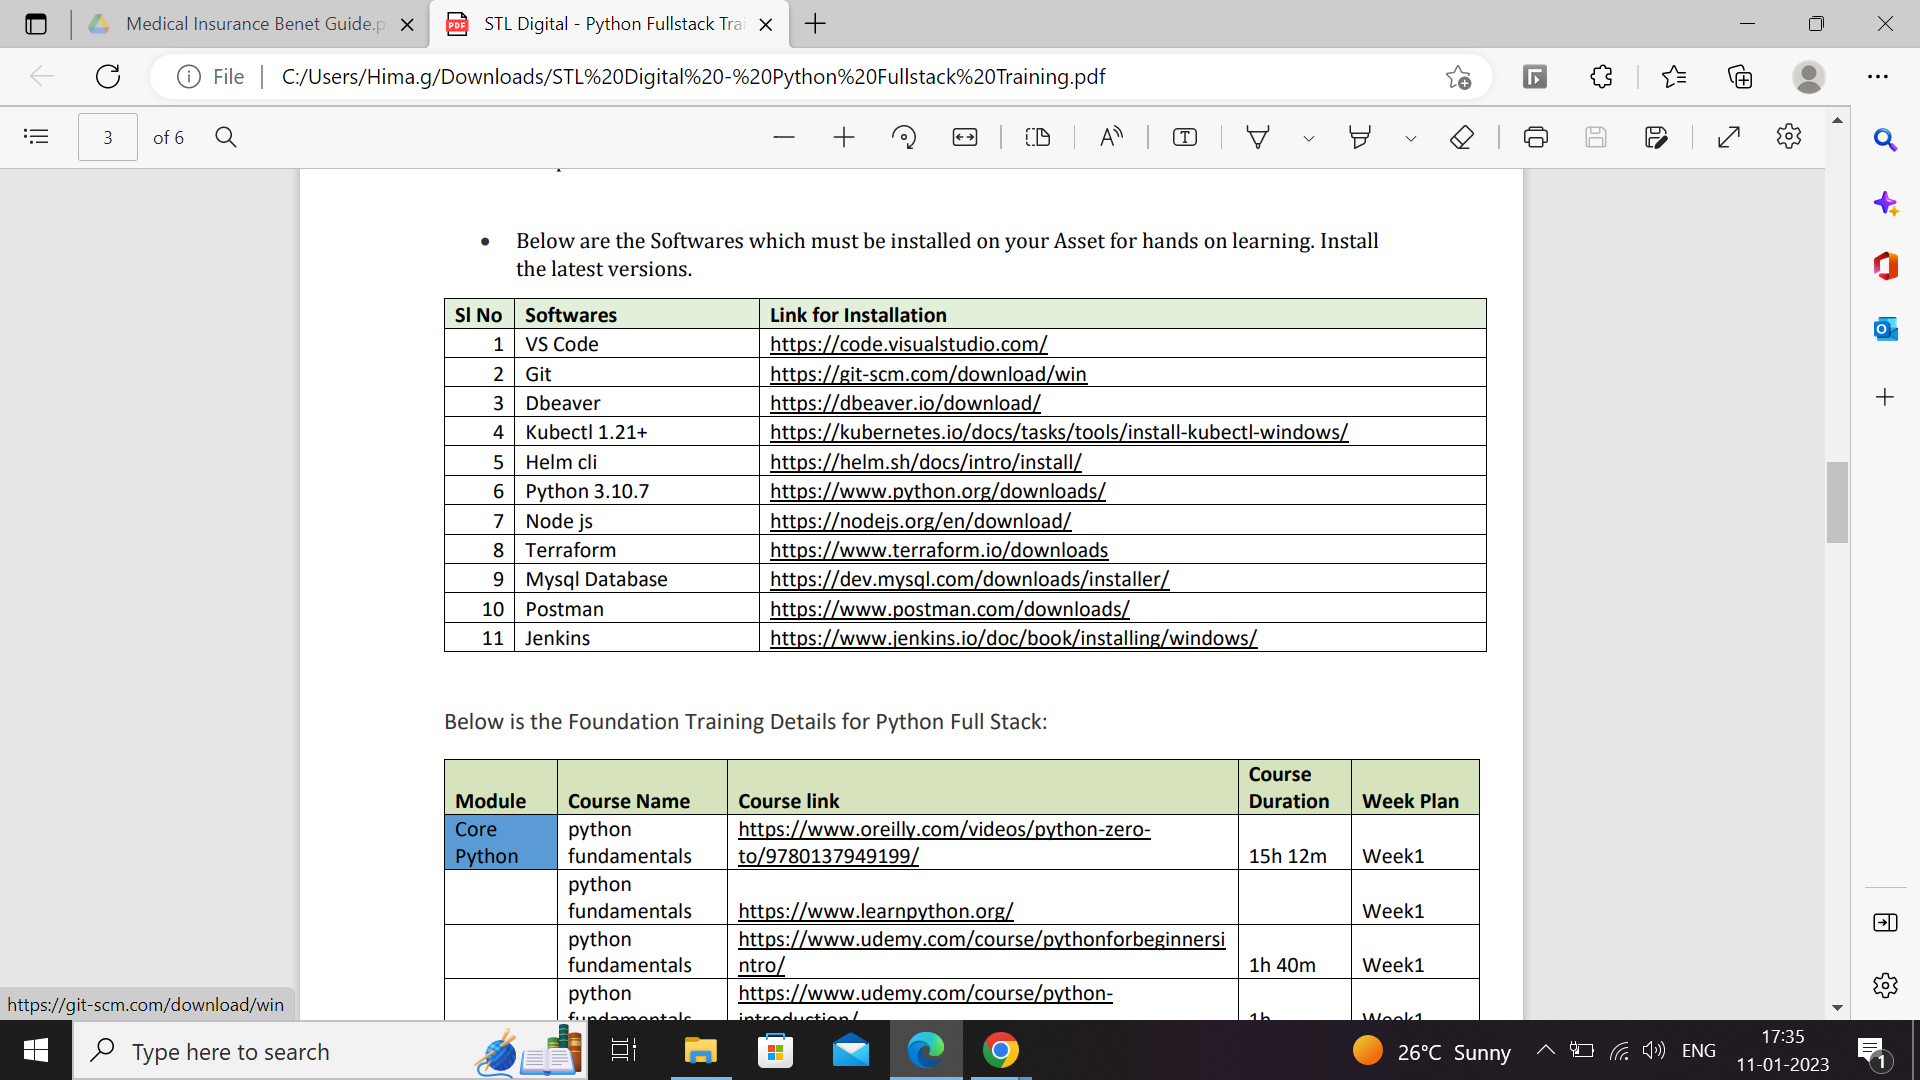 Medical Insurance Benet Guide.p
STL Digital - Python Fullstack Trai
File
C:/Users/Hima.g/Downloads/STL%20Digital%20-%20Python%20Fullstack%20Training.pdf
3 of 6
• Below are the Softwares which must be installed on your Asset for hands on learning. Install
the latest versions.
Sl No Softwares Link for Installation
1 VS Code https://code.visualstudio.com/
2 Git https://git-scm.com/download/win
3 Dbeaver https://dbeaver.io/download/
4 Kubectl 1.21+ https://kubernetes.io/docs/tasks/tools/install-kubectl-windows/
5 Helm cli https://helm.sh/docs/intro/install/
6 Python 3.10.7 https://www.python.org/downloads/
7 Node js https://nodejs.org/en/download/
8 Terraform https://www.terraform.io/downloads
9 Mysql Database https://dev.mysql.com/downloads/installer/
10 Postman https://www.postman.com/downloads/
11 Jenkins https://www.jenkins.io/doc/book/installing/windows/
Below is the Foundation Training Details for Python Full Stack:
Course
Module Course Name Course link Duration Week Plan
Core python https://www.oreilly.com/videos/python-zero-
Python fundamentals to/9780137949199/ 15h 12m Week1
python
fundamentals https://www.learnpython.org/ Week1
python https://www.udemy.com/course/pythonforbeginnersi
fundamentals ntro/ 1h 40m Week1
python https://www.udemy.com/course/python-
fundamentals introduction/ 1h Week1
https://git-scm.com/download/win
Type here to search
26°C Sunny
ENG
17:35
11-01-2023
1